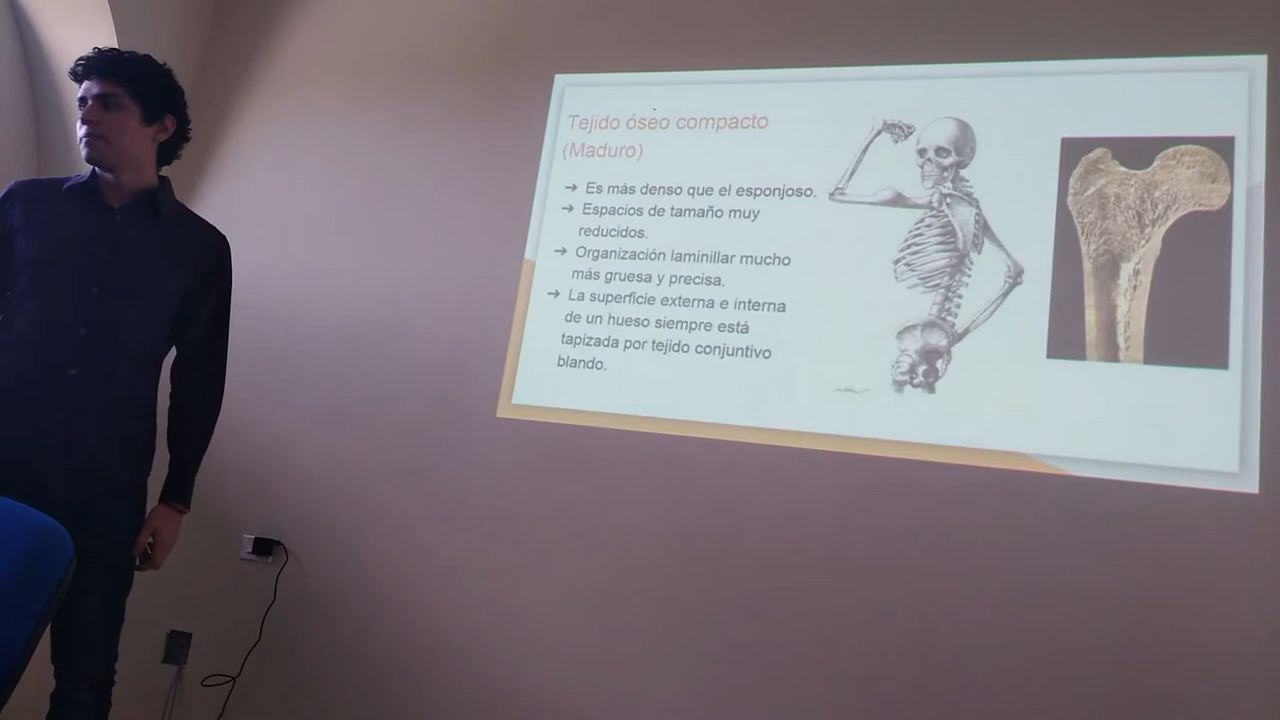 Tejido óseo compacto
(Maduro)
➔ Es más denso que el esponjoso.
➔ Espacios de tamaño muy
reducidos.
➔ Organización laminillar mucho
más gruesa y precisa.
➔ La superficie externa e interna
de un hueso siempre está
tapizada por tejido conjuntivo
blando.